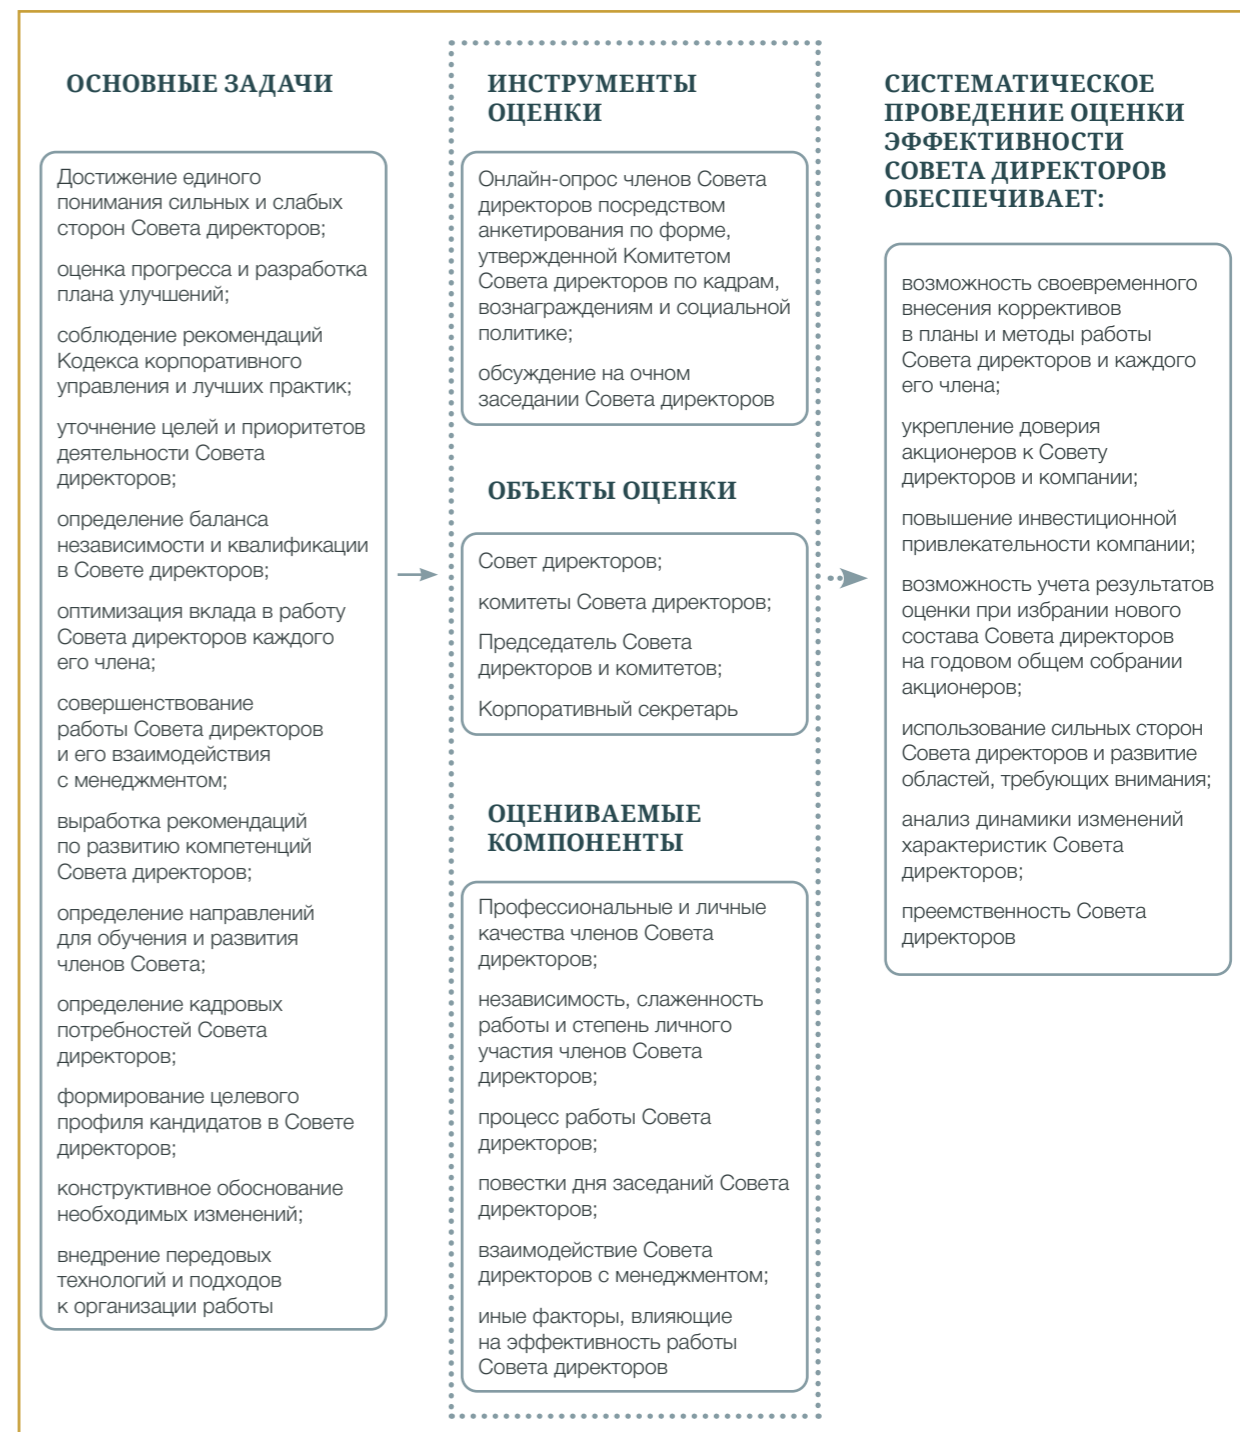 ОСНОВНЫЕ ЗАДАЧИ
Достижение единого
понимания сильных и слабых
сторон Совета директоров;
оценка прогресса и разработка
плана улучшений;
соблюдение рекомендаций
Кодекса корпоративного
управления и лучших практик;
уточнение целей и приоритетов
деятельности Совета
директоров;
определение баланса
независимости и квалификации
в Совете директоров;
оптимизация вклада в работу
Совета директоров каждого
его члена;
совершенствование
работы Совета директоров
и его взаимодействия
с менеджментом;
выработка рекомендаций
по развитию компетенций
Совета директоров;
определение направлений
для обучения и развития
членов Совета;
определение кадровых
потребностей Совета
директоров;
формирование целевого
профиля кандидатов в Совете
директоров;
конструктивное обоснование
необходимых изменений;
внедрение передовых
технологий и подходов
к организации работы
ИНСТРУМЕНТЫ
ОЦЕНКИ
Онлайн-опрос членов Совета
директоров посредством
анкетирования по форме,
утвержденной Комитетом
Совета директоров по кадрам,
вознаграждениям и социальной
политике;
обсуждение на очном
заседании Совета директоров
ОБЪЕКТЫ ОЦЕНКИ
Совет директоров;
комитеты Совета директоров;
Председатель Совета
директоров и комитетов;
Корпоративный секретарь
ОЦЕНИВАЕМЫЕ
КОМПОНЕНТЫ
Профессиональные и личные
качества членов Совета
директоров;
независимость, слаженность
работы и степень личного
участия членов Совета
директоров;
процесс работы Совета
директоров;
повестки дня заседаний Совета
директоров;
взаимодействие Совета
директоров с менеджментом;
иные факторы, влияющие
на эффективность работы
Совета директоров
СИСТЕМАТИЧЕСКОЕ
ПРОВЕДЕНИЕ ОЦЕНКИ
ЭФФЕКТИВНОСТИ
СОВЕТА ДИРЕКТОРОВ
ОБЕСПЕЧИВАЕТ:
возможность своевременного
внесения коррективов
в планы и методы работы
Совета директоров и каждого
его члена;
укрепление доверия
акционеров к Совету
директоров и компании;
повышение инвестиционной
привлекательности компании;
возможность учета результатов
оценки при избрании нового
состава Совета директоров
на годовом общем собрании
акционеров;
использование сильных сторон
Совета директоров и развитие
областей, требующих внимания;
анализ динамики изменений
характеристик Совета
директоров;
преемственность Совета
директоров